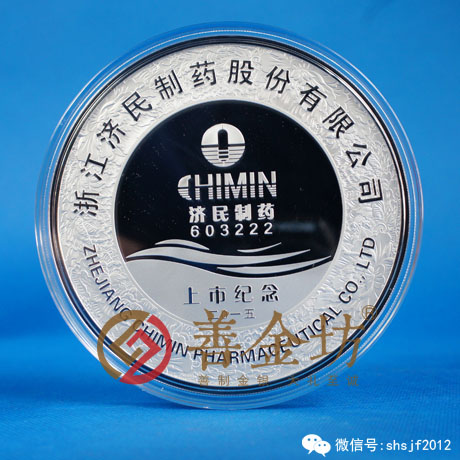 浙江济民制药股份有限公司
CHIMIN
济民制药
603222
上市纪念
五
ZHEJIANG CHIMIN PHARMACEUTICAL CO., LTD
善金坊®
微信号:shsjf2012